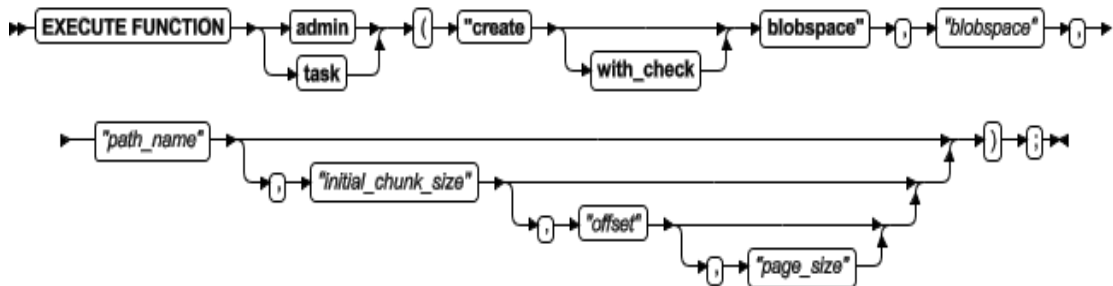 EXECUTE FUNCTION admin ( "create blobspace" , "blobspace" ,
task with_check
"path_name" ) ;
, "initial_chunk_size"
, "offset"
, "page_size"